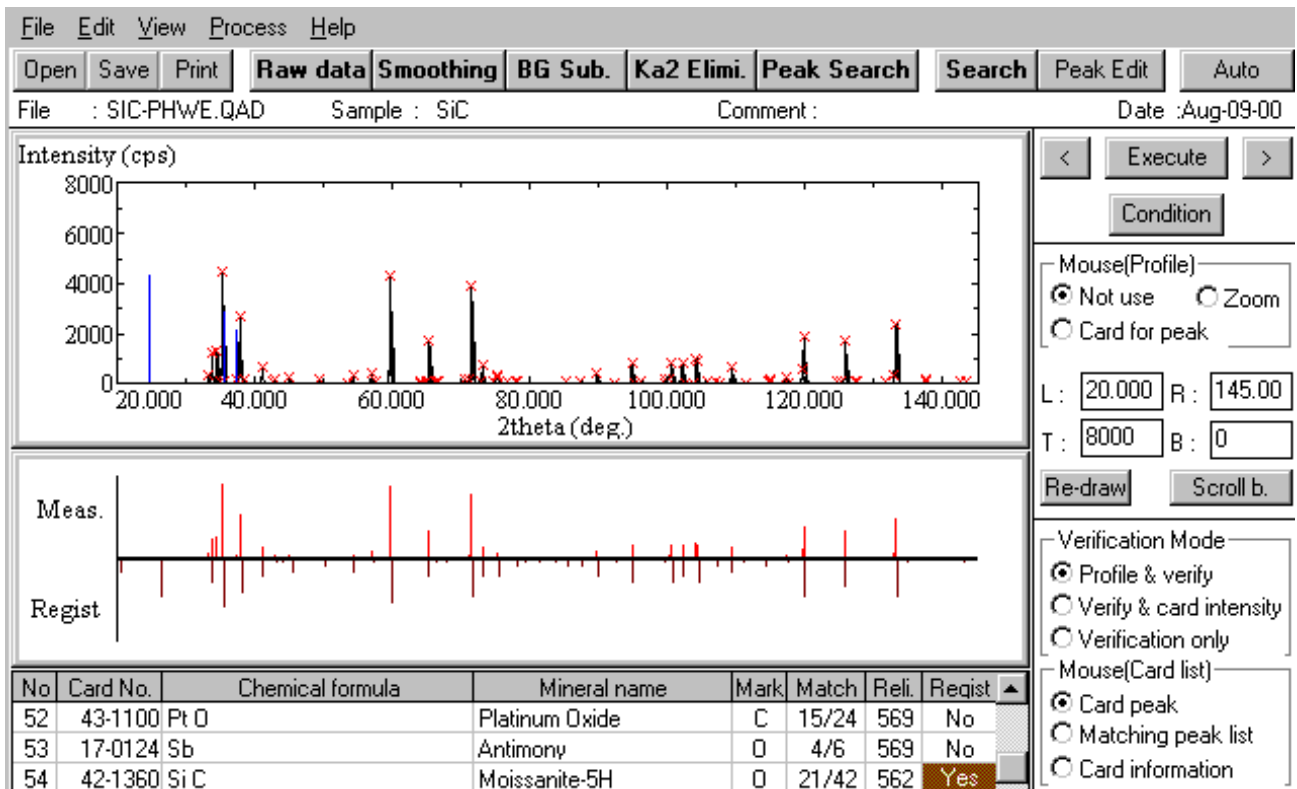 File Edit View Process Help
Open Save Print Raw data Smoothing BG Sub. Ka2 Elimi. Peak Search Search Peak Edit Auto
File : SIC-PHWE.QAD Sample : SiC Comment : Date :Aug-09-00
Intensity (cps)
8000
6000
4000
2000
0
20.000 40.000 60.000 80.000 100.000 120.000 140.000
2theta (deg.)
Meas.
Regist
No Card No. Chemical formula Mineral name Mark Match Reli. Regist
52 43-1100 Pt O Platinum Oxide C 15/24 569 No
53 17-0124 Sb Antimony O 4/6 569 No
54 42-1360 Si C Moissanite-5H O 21/42 562 Yes
< Execute >
Condition
Mouse(Profile)
Not use Zoom
Card for peak
L : 20.000 R : 145.00
T : 8000 B : 0
Re-draw Scroll b.
Verification Mode
Profile & verify
Verify & card intensity
Verification only
Mouse(Card list)
Card peak
Matching peak list
Card information